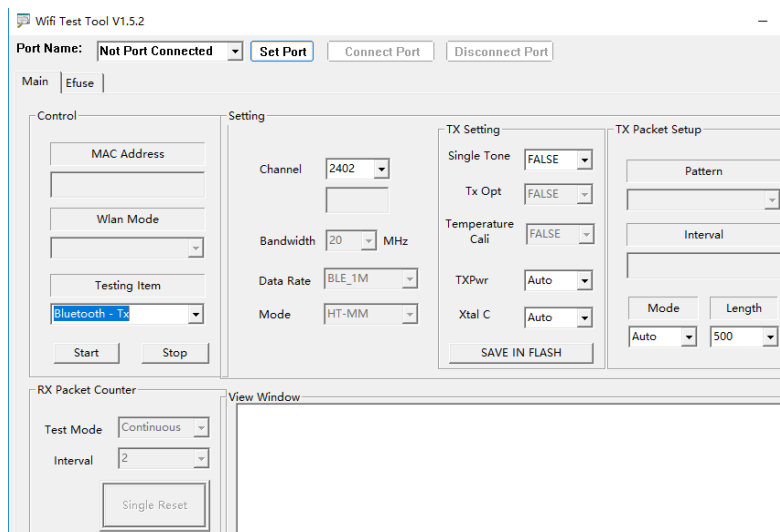 Wifi Test Tool V1.5.2
Port Name: Not Port Connected Set Port Connect Port Disconnect Port
Main Efuse
Control
MAC Address
Wlan Mode
Testing Item
Bluetooth - Tx
Start Stop
Setting
Channel 2402
Bandwidth 20 MHz
Data Rate BLE_1M
Mode HT-MM
TX Setting
Single Tone FALSE
Tx Opt FALSE
Temperature
Cali FALSE
TXPwr Auto
Xtal C Auto
SAVE IN FLASH
TX Packet Setup
Pattern
Interval
Mode Length
Auto 500
RX Packet Counter
Test Mode Continuous
Interval 2
Single Reset
View Window